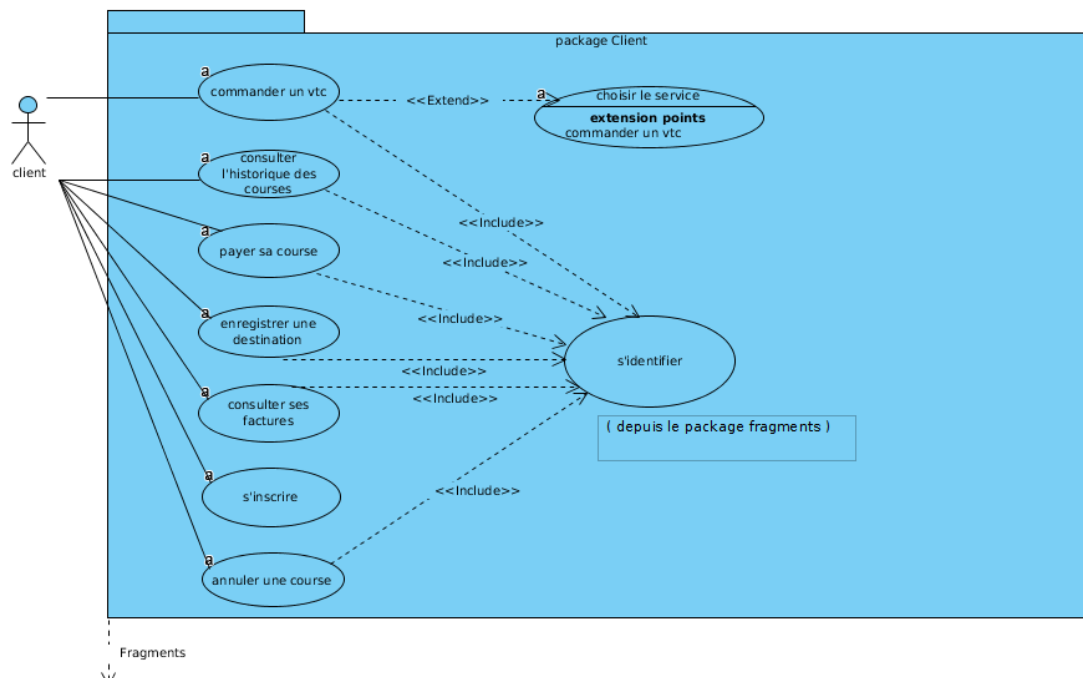 package Client
a
commander un vtc
<<Extend>>
a
choisir le service
extension points
commander un vtc
client
a
consulter
l'historique des
courses
<<Include>>
a
payer sa course
<<Include>>
a
enregistrer une
destination
<<Include>>
s'identifier
<<Include>>
a
consulter ses
factures
<<Include>>
( depuis le package fragments )
a
s'inscrire
<<Include>>
a
annuler une course
Fragments